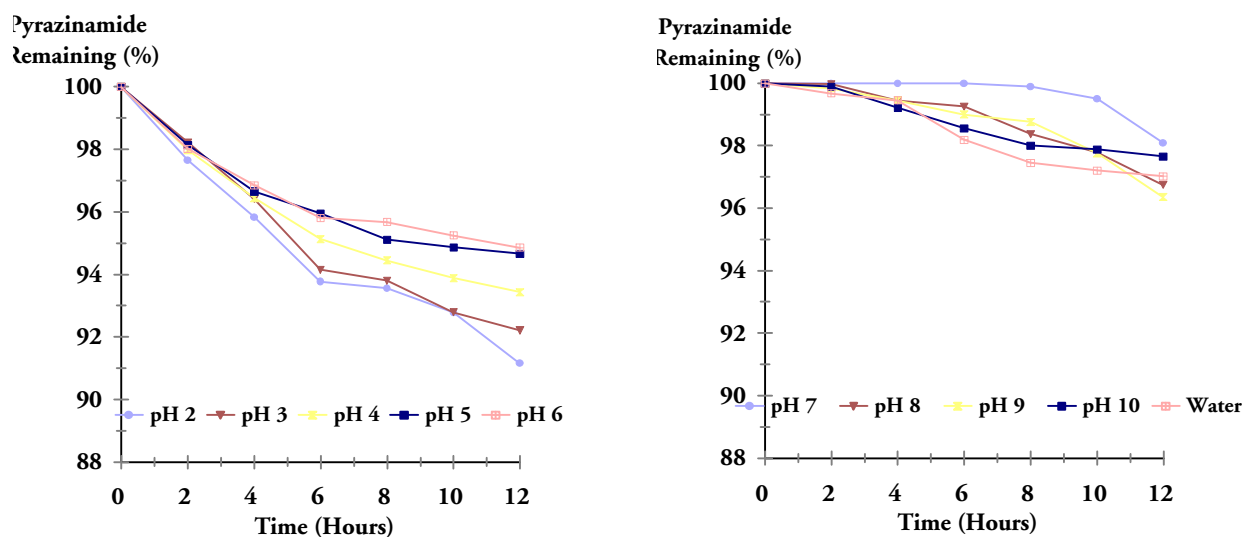 Pyrazinamide
Remaining (%)
100
98
96
94
92
90
88
pH 2 pH 3 pH 4 pH 5 pH 6
0 2 4 6 8 10 12
Time (Hours)
Pyrazinamide
Remaining (%)
100
98
96
94
92
90
88
pH 7 pH 8 pH 9 pH 10 Water
0 2 4 6 8 10 12
Time (Hours)